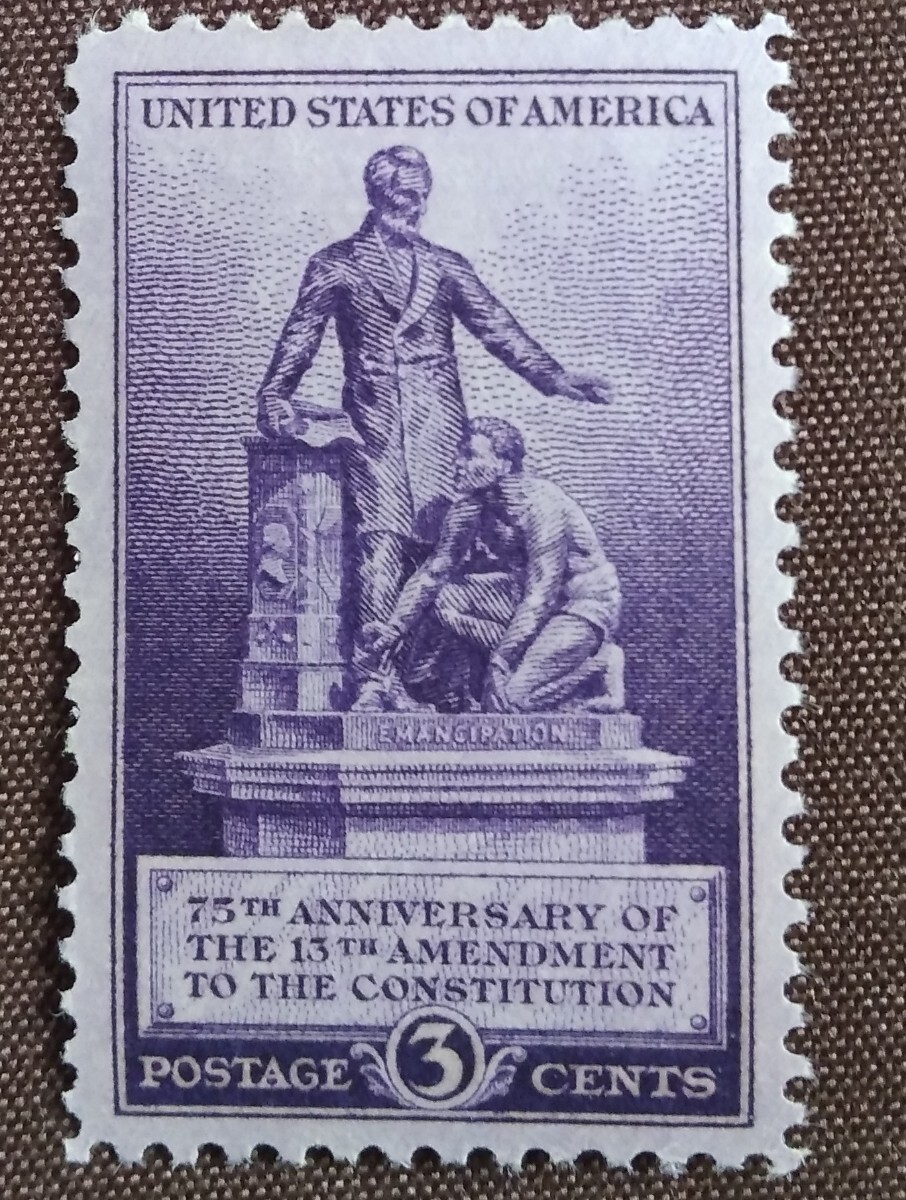 UNITED STATES OF AMERICA
EMANCIPATION
75TH ANNIVERSARY OF
THE 13TH AMENDMENT
TO THE CONSTITUTION
POSTAGE 3 CENTS